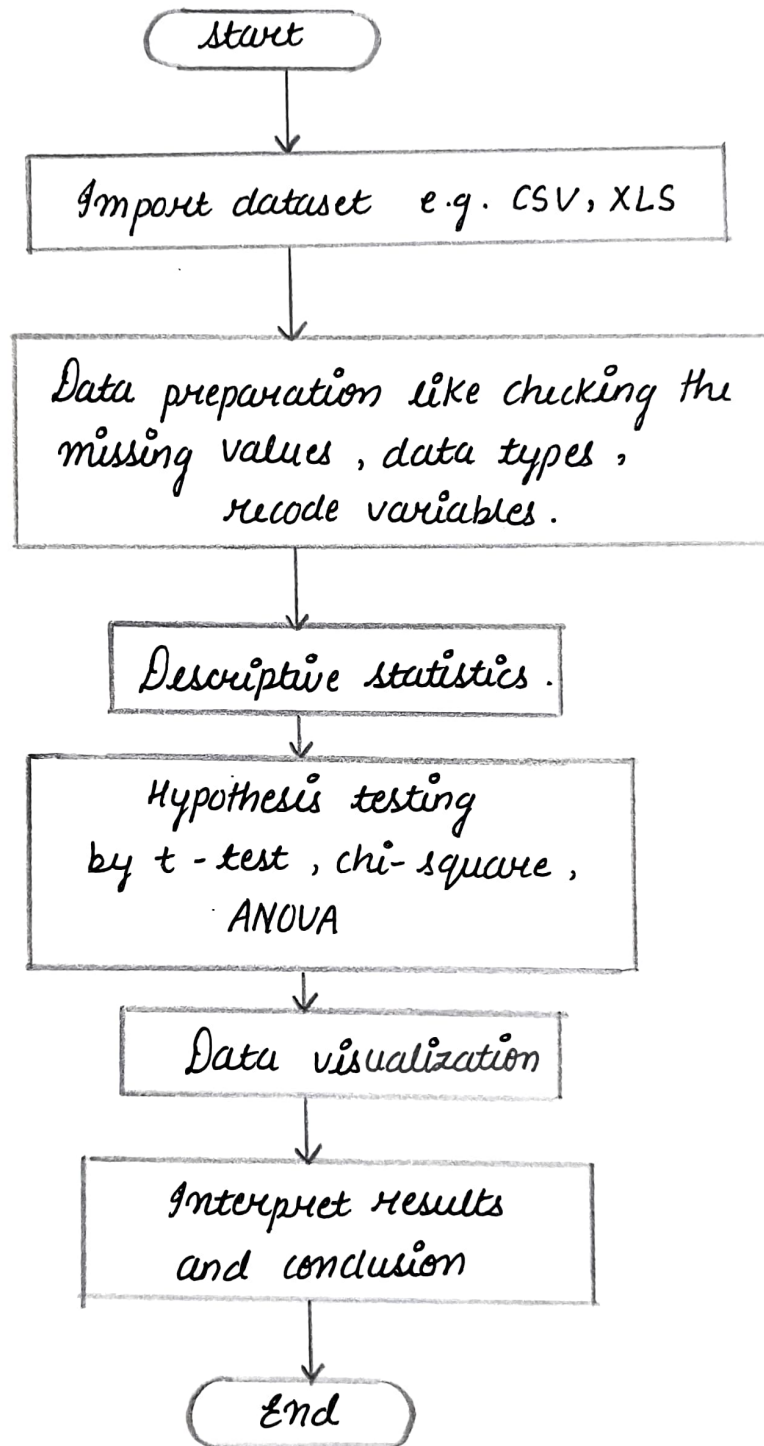 start
Import dataset e.g. CSV, XLS
Data preparation like checking the
missing values, data types,
recode variables.
Descriptive statistics.
Hypothesis testing
by t-test, chi-square,
ANOVA
Data visualization
Interpret results
and conclusion
End